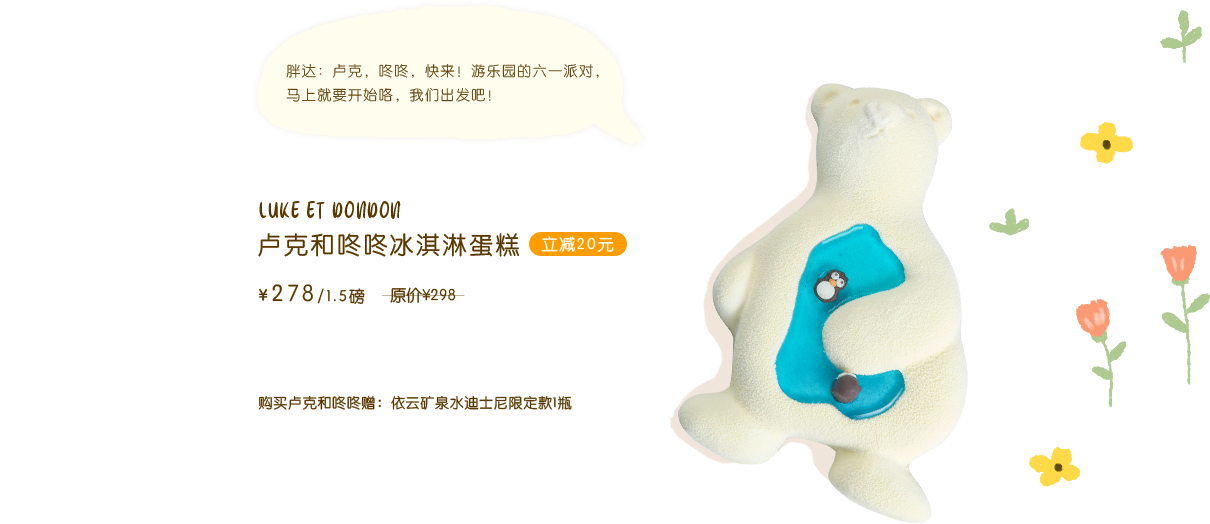 胖达：卢克，咚咚，快来！游乐园的六一派对，
马上就要开始咯，我们出发吧！
LUKE ET DONDON
卢克和咚咚冰淇淋蛋糕 立减20元
¥278/1.5磅 原价¥298
购买卢克和咚咚赠：依云矿泉水迪士尼限定款1瓶